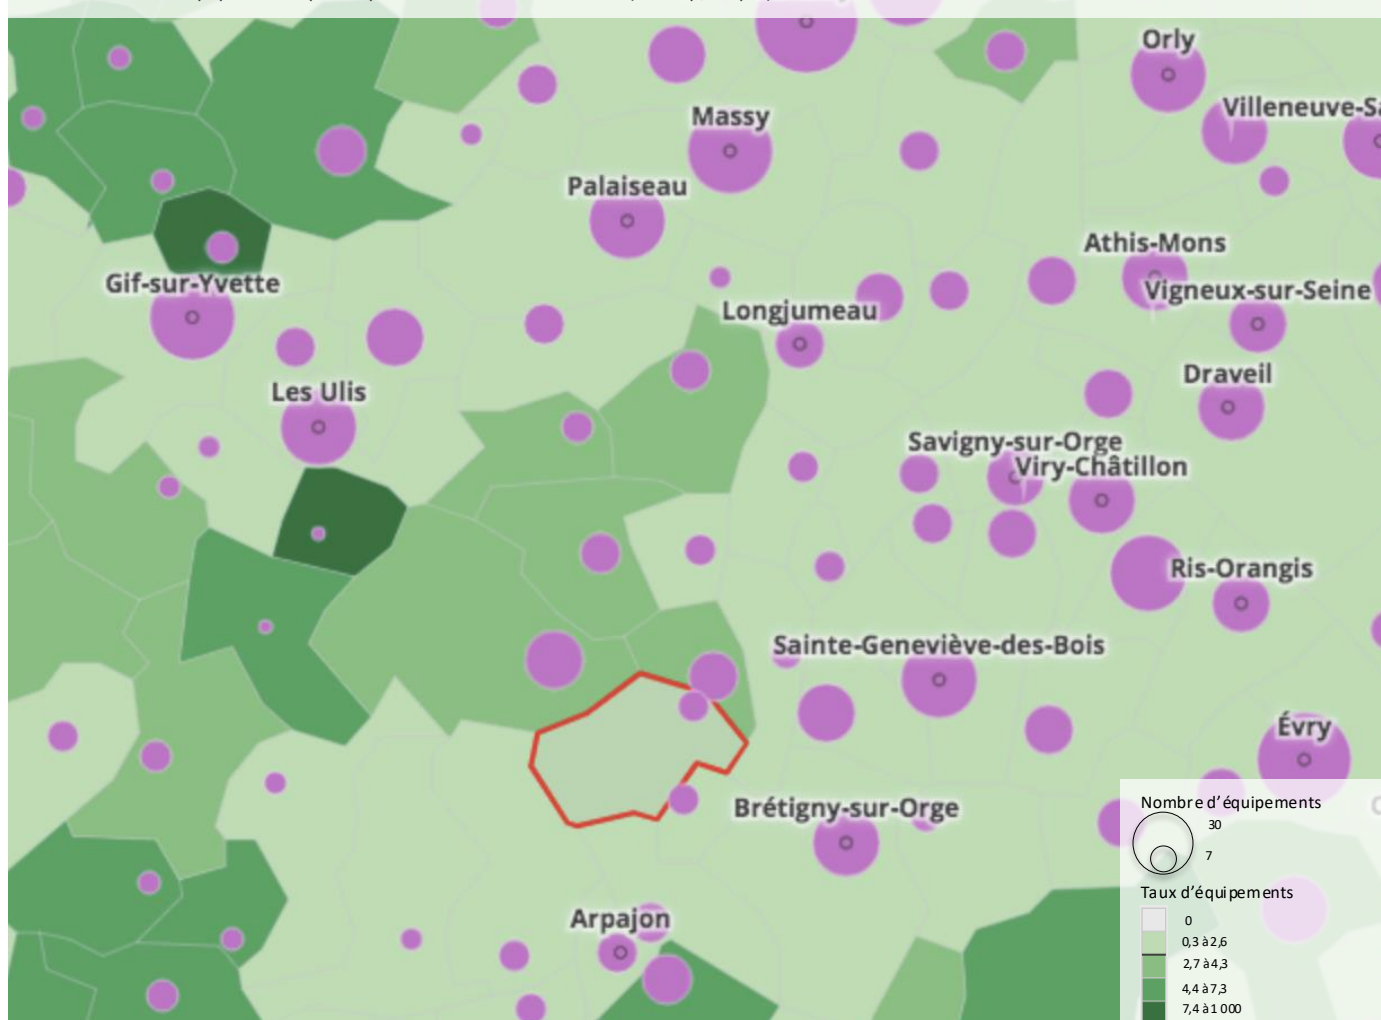 Orly
Villeneuve-Sa
Massy
Palaiseau
Athis-Mons
Gif-sur-Yvette
Vigneux-sur-Seine
Longjumeau
Draveil
Les Ulis
Savigny-sur-Orge
Viry-Châtillon
Ris-Orangis
Sainte-Geneviève-des-Bois
Évry
Brétigny-sur-Orge
Arpajon
Nombre d'équipements
30
7
Taux d'équipements
0
0,3 à 2,6
2,7 à 4,3
4,4 à 7,3
7,4 à 1 000